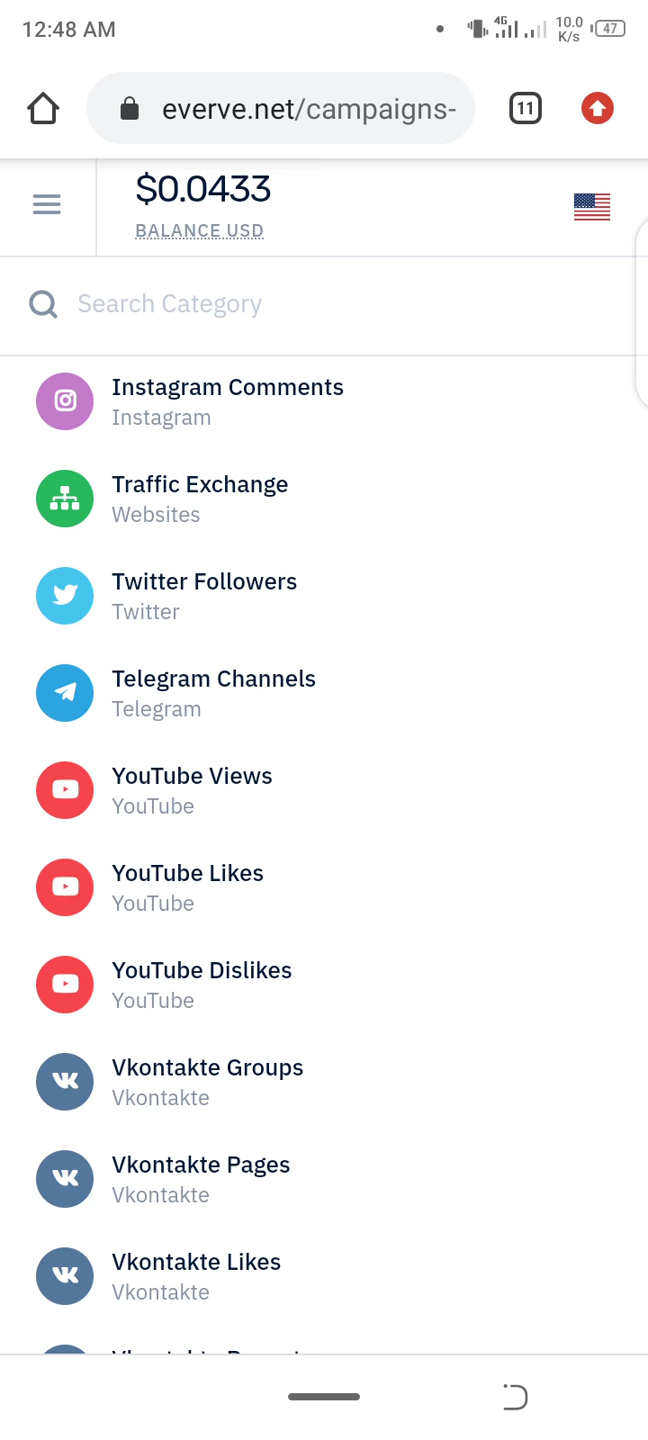 12:48 AM
4G
10.0
K/s
47
everve.net/campaigns-
11
$0.0433
BALANCE USD
Search Category
Instagram Comments
Instagram
Traffic Exchange
Websites
Twitter Followers
Twitter
Telegram Channels
Telegram
YouTube Views
YouTube
YouTube Likes
YouTube
YouTube Dislikes
YouTube
Vkontakte Groups
Vkontakte
Vkontakte Pages
Vkontakte
Vkontakte Likes
Vkontakte